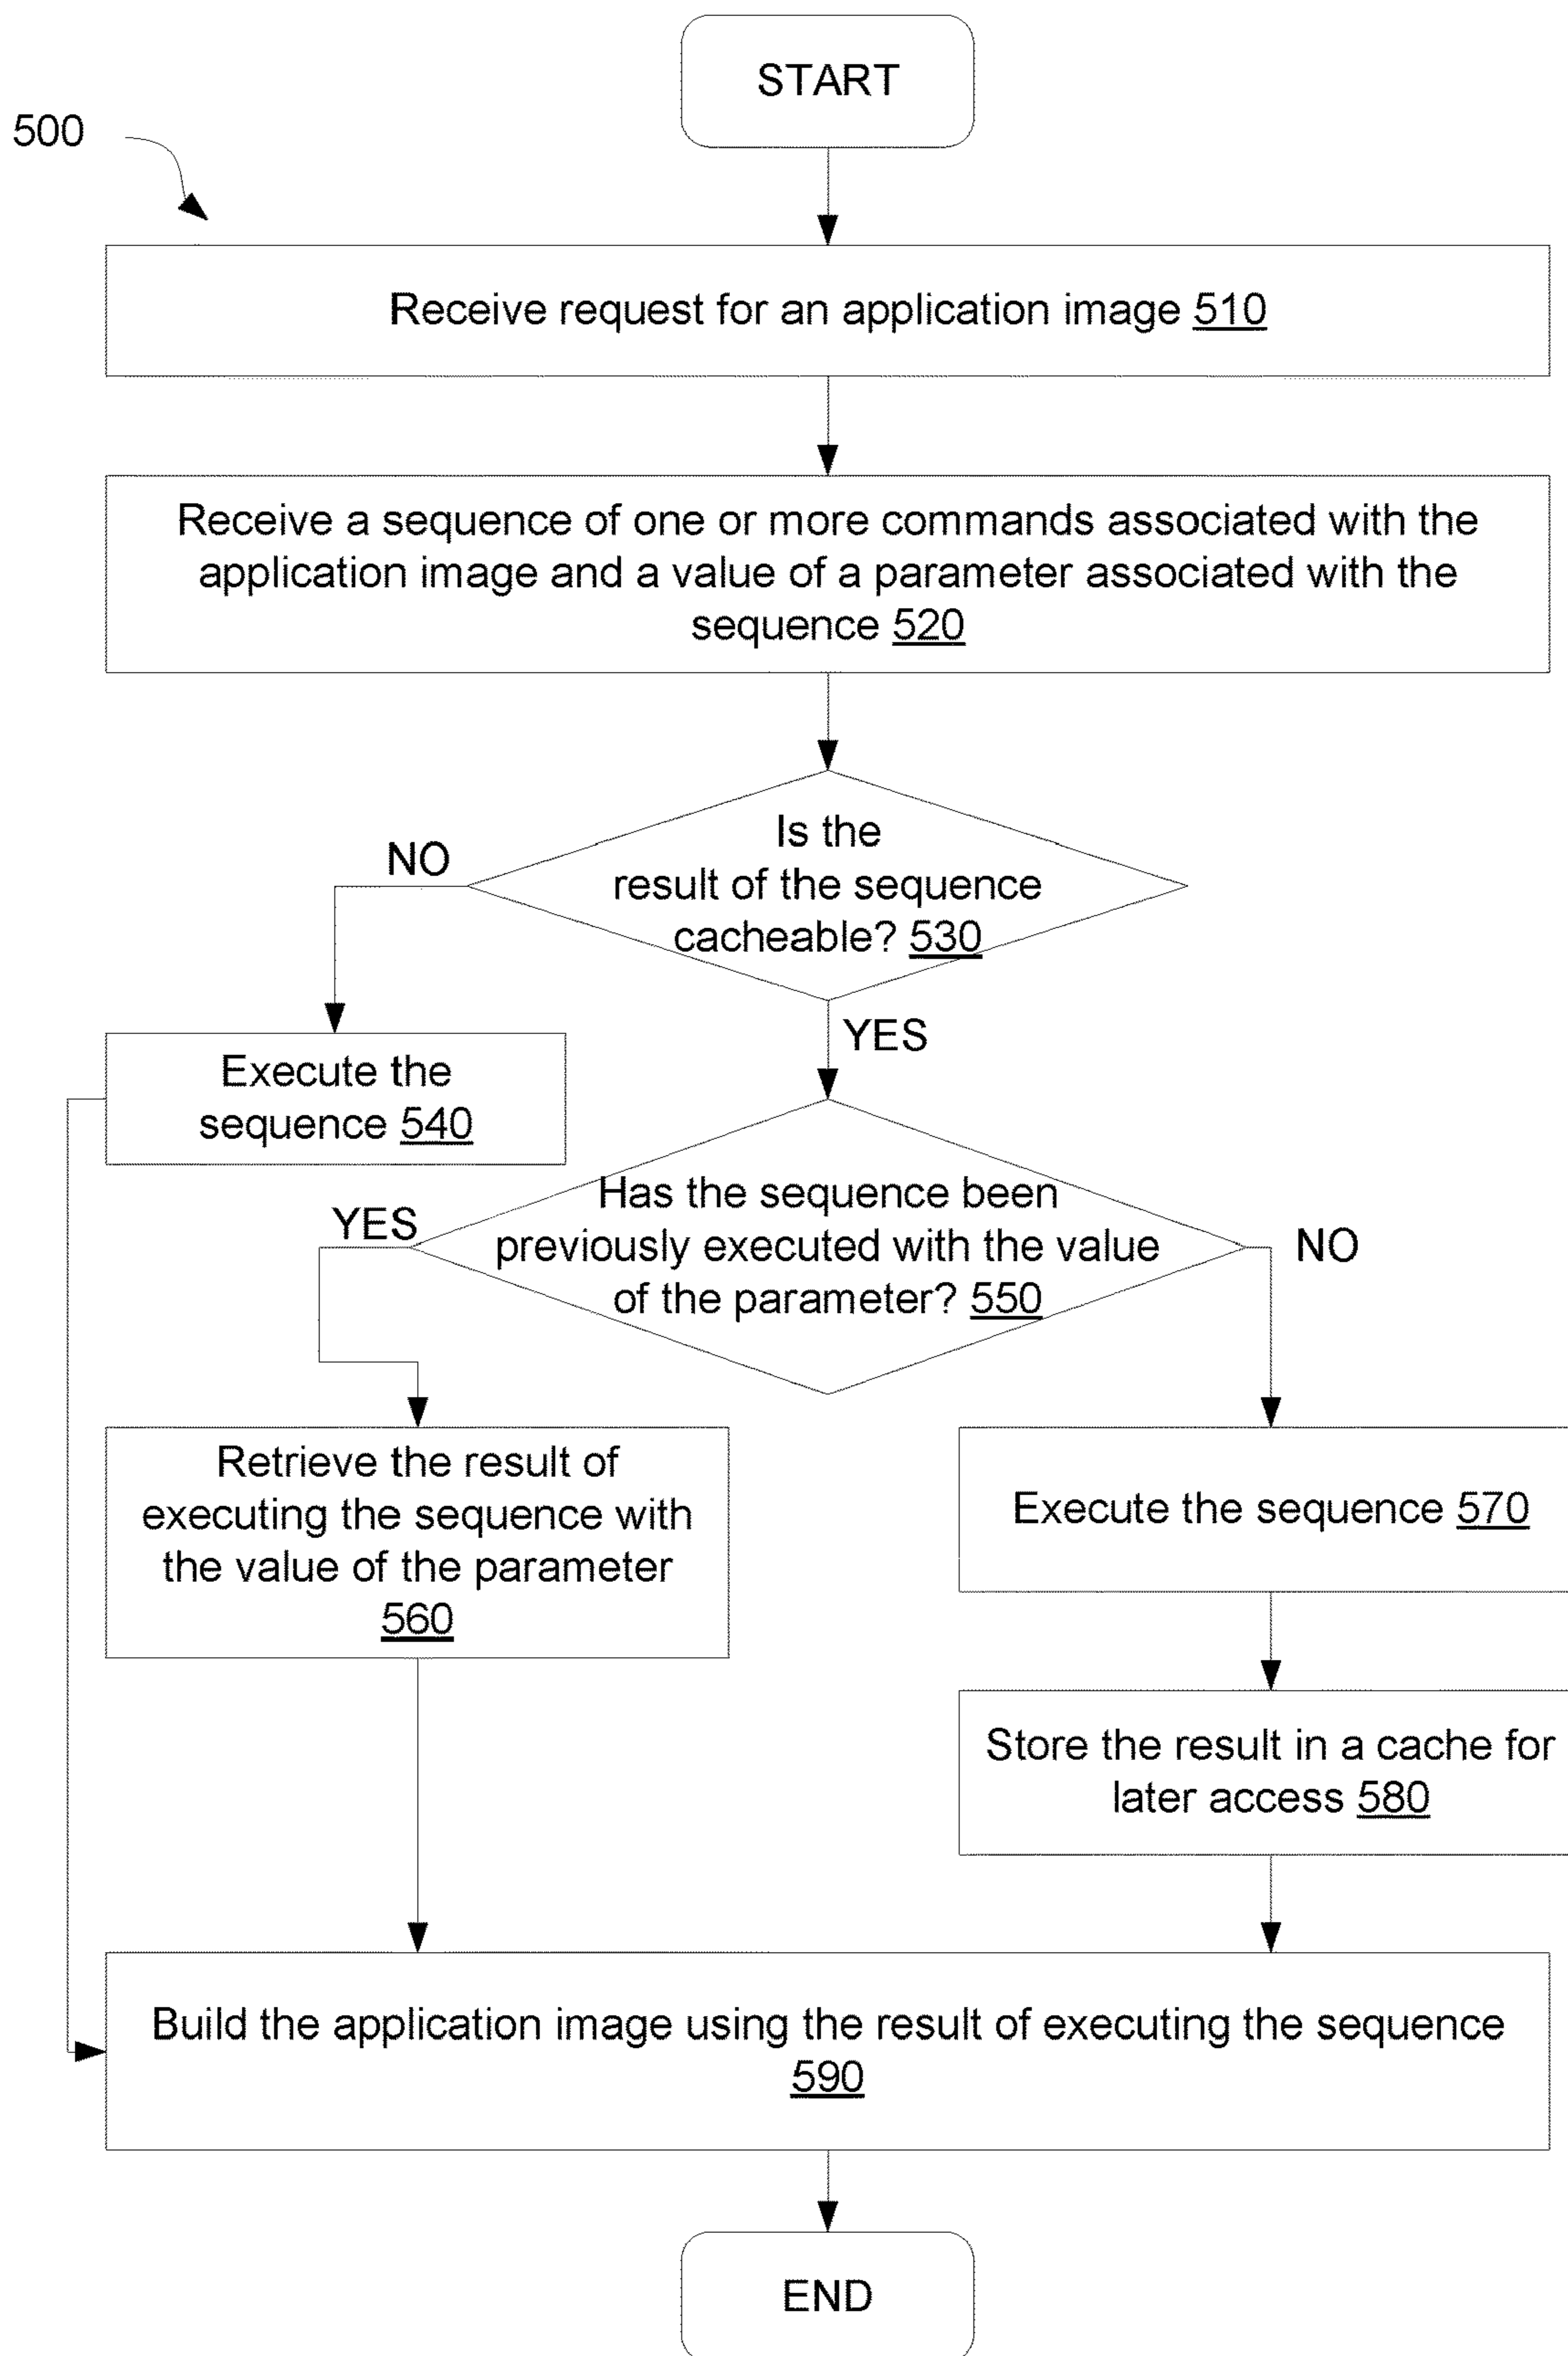 START
500
Receive request for an application image 510
Receive a sequence of one or more commands associated with the
application image and a value of a parameter associated with the
sequence 520
Is the
result of the sequence
cacheable? 530
NO
YES
Execute the
sequence 540
Has the sequence been
previously executed with the value
of the parameter? 550
YES
NO
Retrieve the result of
executing the sequence with
the value of the parameter
560
Execute the sequence 570
Store the result in a cache for
later access 580
Build the application image using the result of executing the sequence
590
END